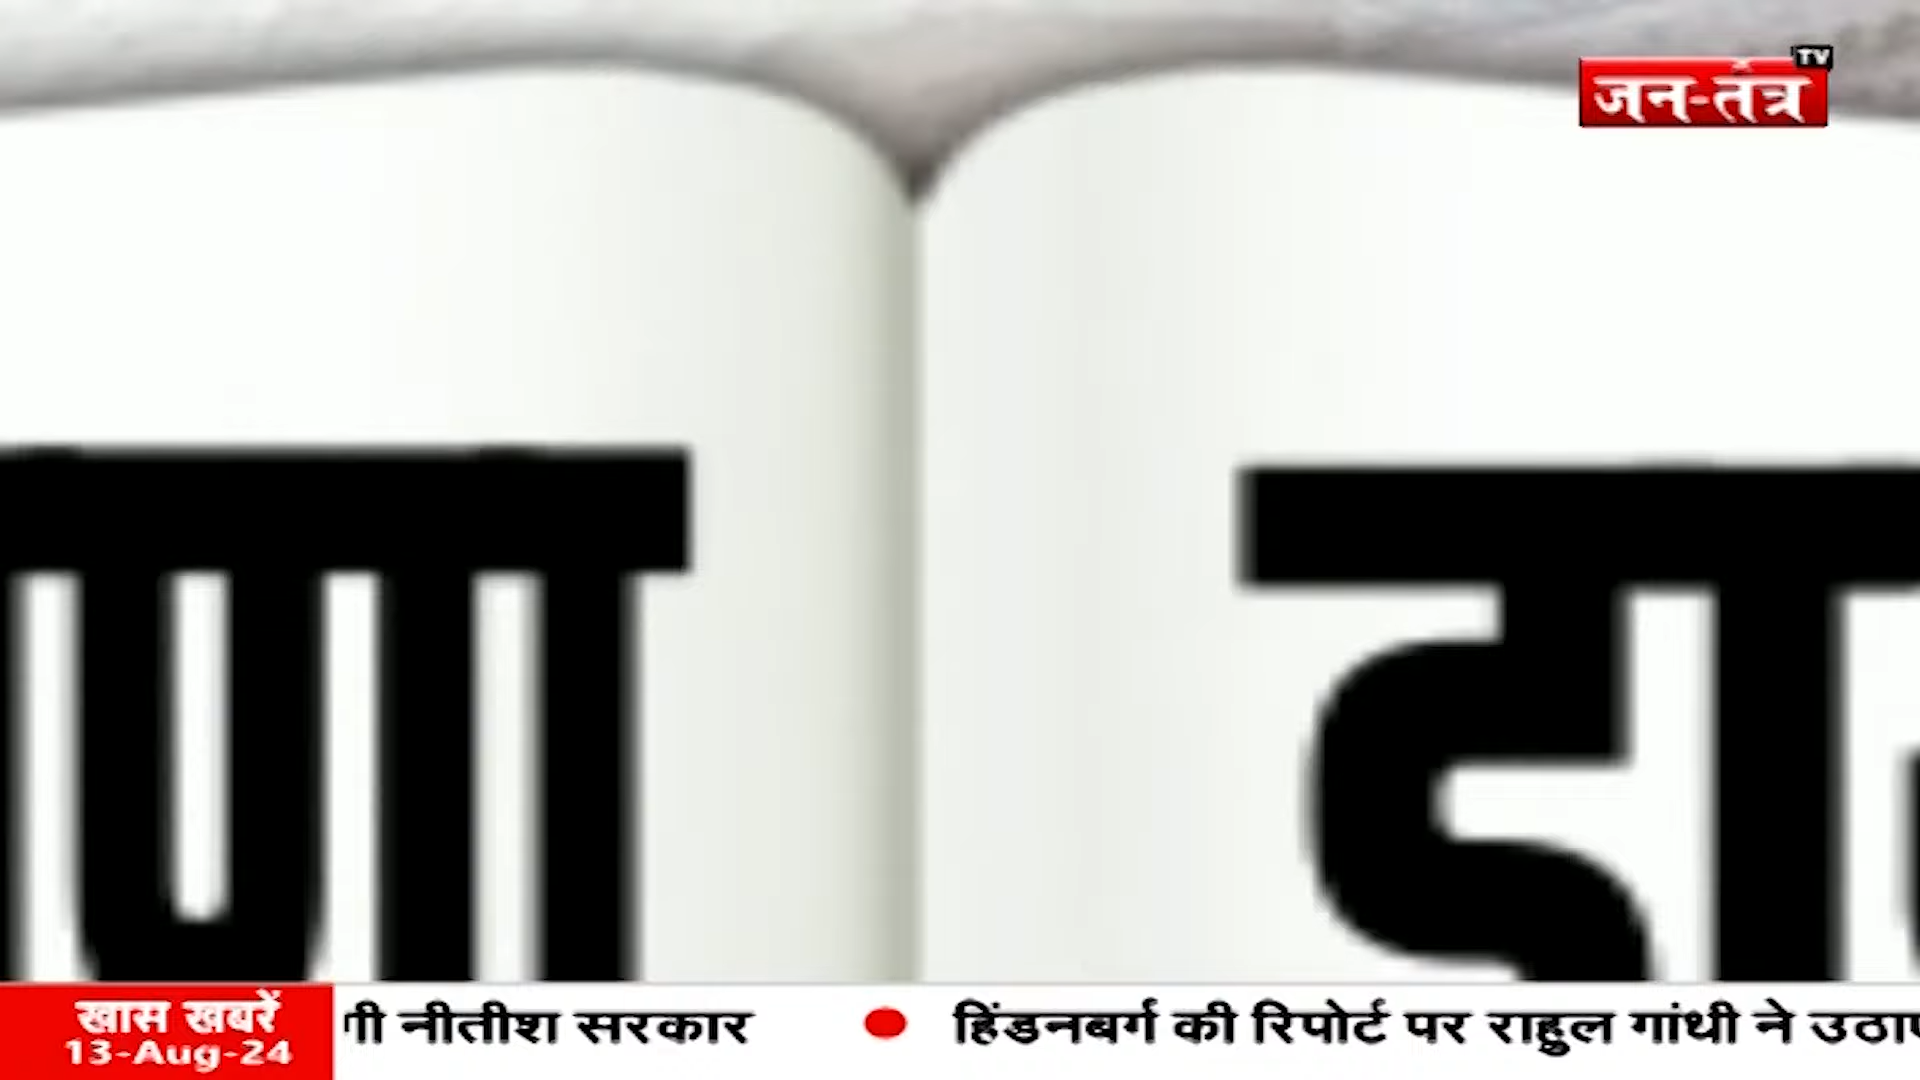 TV
जन-तंत्र
णा
खास खबरें
13-Aug-24
नीतीश सरकार
हिंडनबर्ग की रिपोर्ट पर राहुल गांधी ने